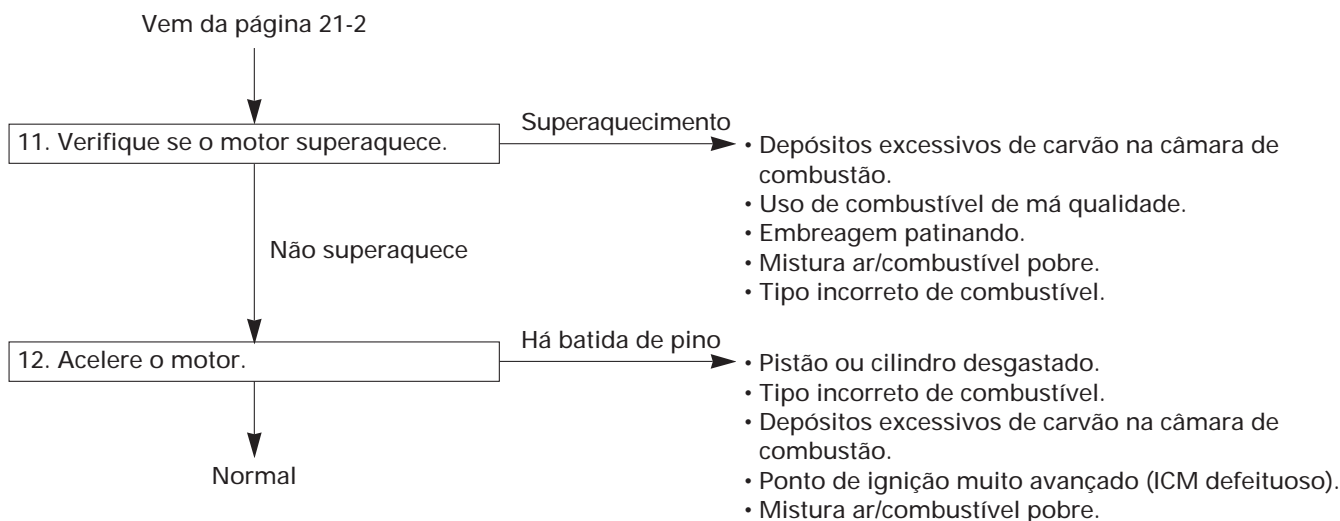 Vem da página 21-2
11. Verifique se o motor superaquece.
Superaquecimento
• Depósitos excessivos de carvão na câmara de
combustão.
• Uso de combustível de má qualidade.
• Embreagem patinando.
• Mistura ar/combustível pobre.
• Tipo incorreto de combustível.
Não superaquece
12. Acelere o motor.
Há batida de pino
• Pistão ou cilindro desgastado.
• Tipo incorreto de combustível.
• Depósitos excessivos de carvão na câmara de
combustão.
• Ponto de ignição muito avançado (ICM defeituoso).
• Mistura ar/combustível pobre.
Normal